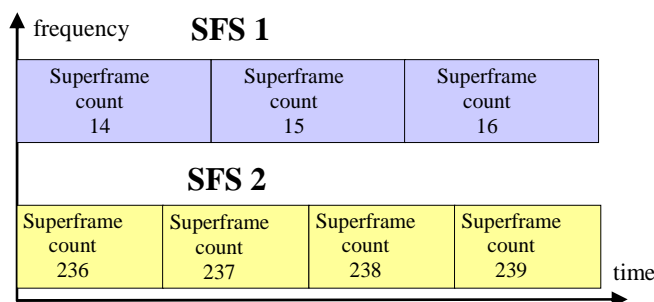 frequency
SFS 1
Superframe
count
14
Superframe
count
15
Superframe
count
16
SFS 2
Superframe
count
236
Superframe
count
237
Superframe
count
238
Superframe
count
239
time